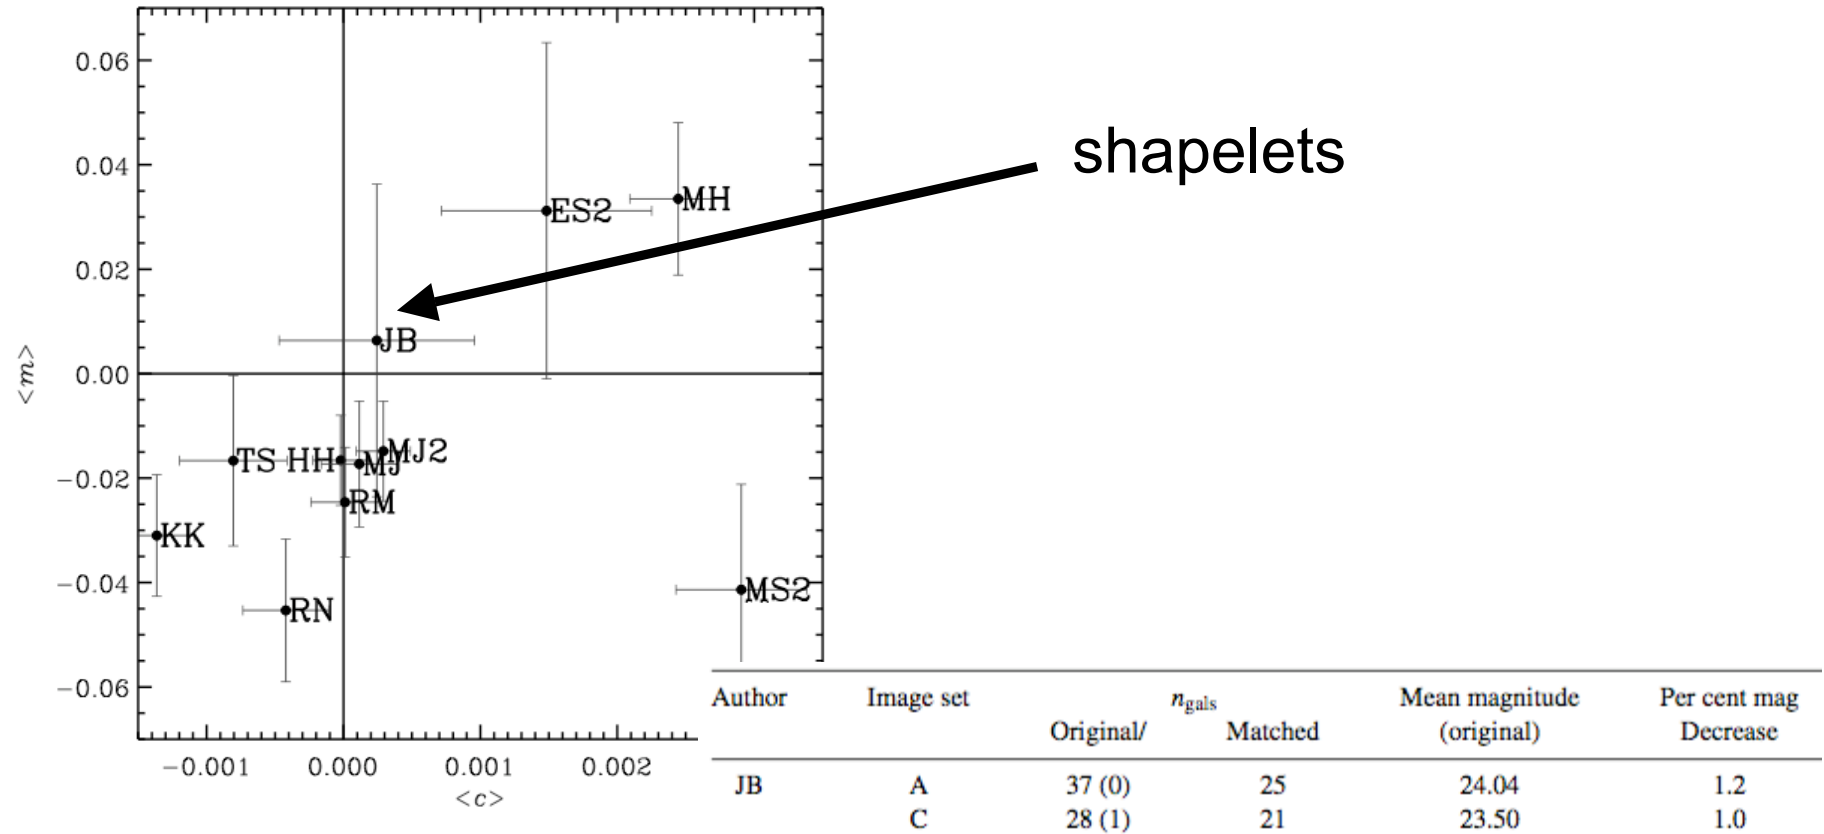 0.06
0.04
0.02
0.00
−0.02
−0.04
−0.06
<m>
−0.001 0.000 0.001 0.002
<c>
ES2
MH
JB
TS HH MJ MJ2
RM
KK
RN
MS2
shapelets
Author Image set n_gals Mean magnitude Per cent mag
Original/ Matched (original) Decrease
JB A 37 (0) 25 24.04 1.2
C 28 (1) 21 23.50 1.0